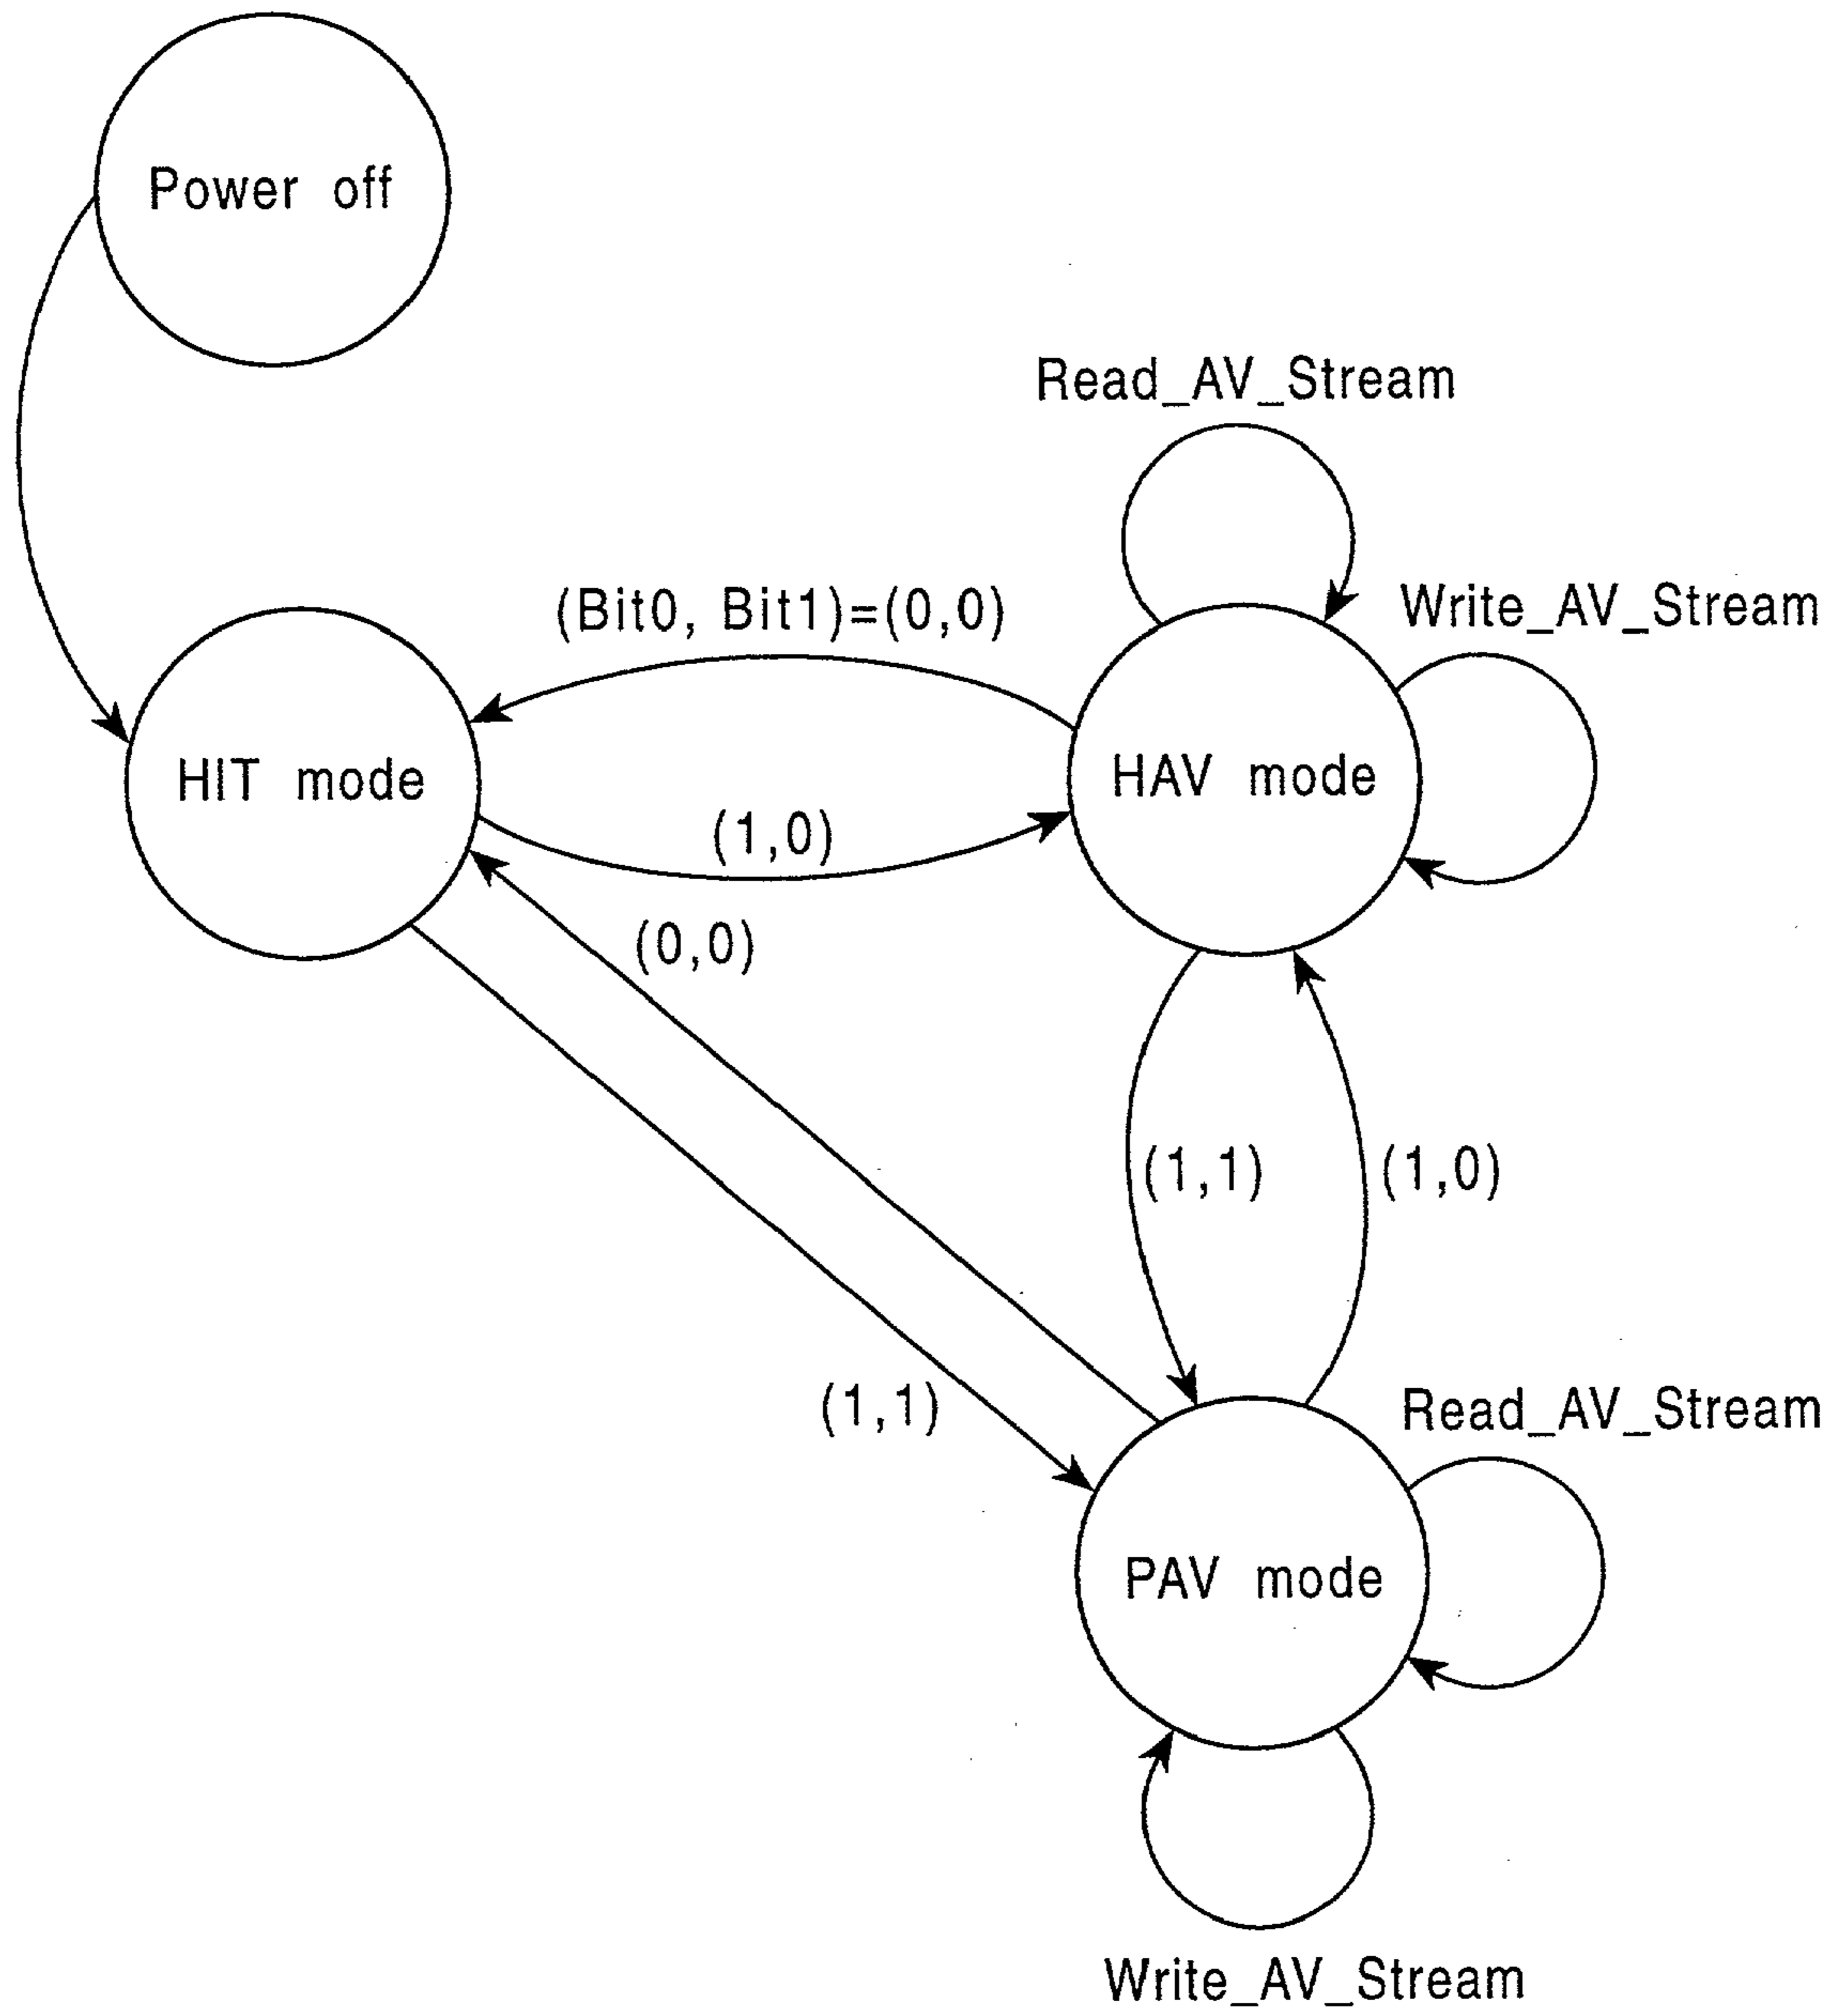 Power off
Read_AV_Stream
(Bit0, Bit1)=(0,0)
Write_AV_Stream
HIT mode
HAV mode
(1,0)
(0,0)
(1,1)
(1,0)
(1,1)
Read_AV_Stream
PAV mode
Write_AV_Stream